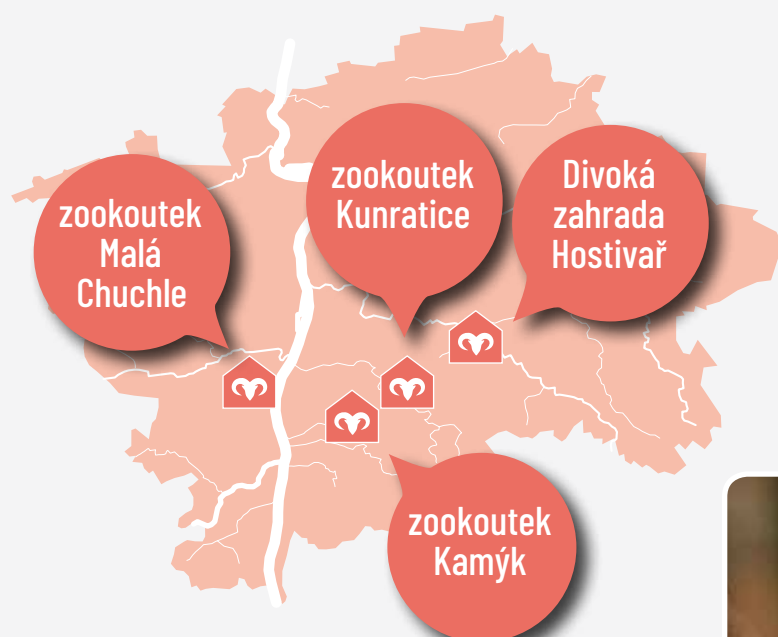 zookoutek
Malá
Chuchle
zookoutek
Kunratice
Divoká
zahrada
Hostivař
zookoutek
Kamýk